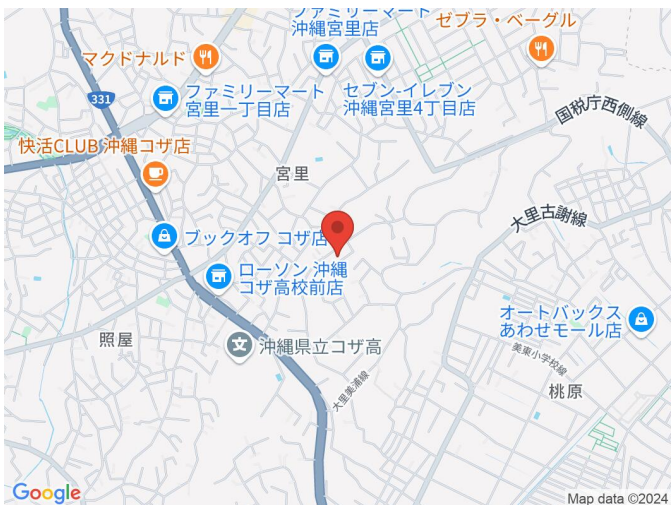 ファミリーマート
沖縄宮里店
ゼブラ・ベーグル
マクドナルド
セブン-イレブン
沖縄宮里4丁目店
ファミリーマート
宮里一丁目店
331
国税庁西側線
快活CLUB 沖縄コザ店
宮里
大里古謝線
ブックオフ コザ店
ローソン 沖縄
コザ高校前店
オートバックス
あわせモール店
照屋
沖縄県立コザ高
美東小学校線
大里美浦線
桃原
Google
Map data ©2024